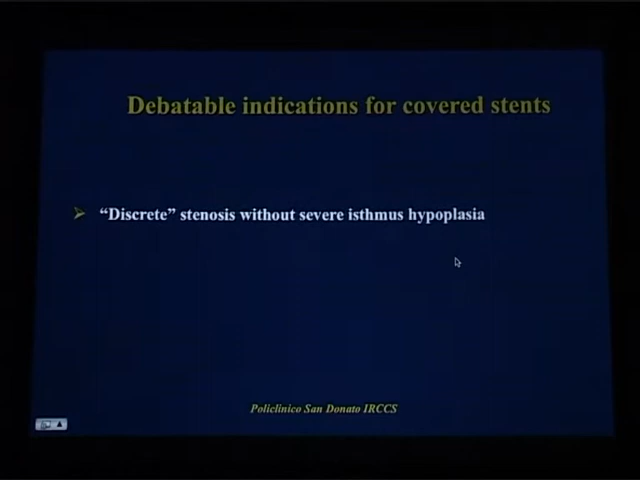 Debatable indications for covered stents
“Discrete” stenosis without severe isthmus hypoplasia
Policlinico San Donato IRCCS